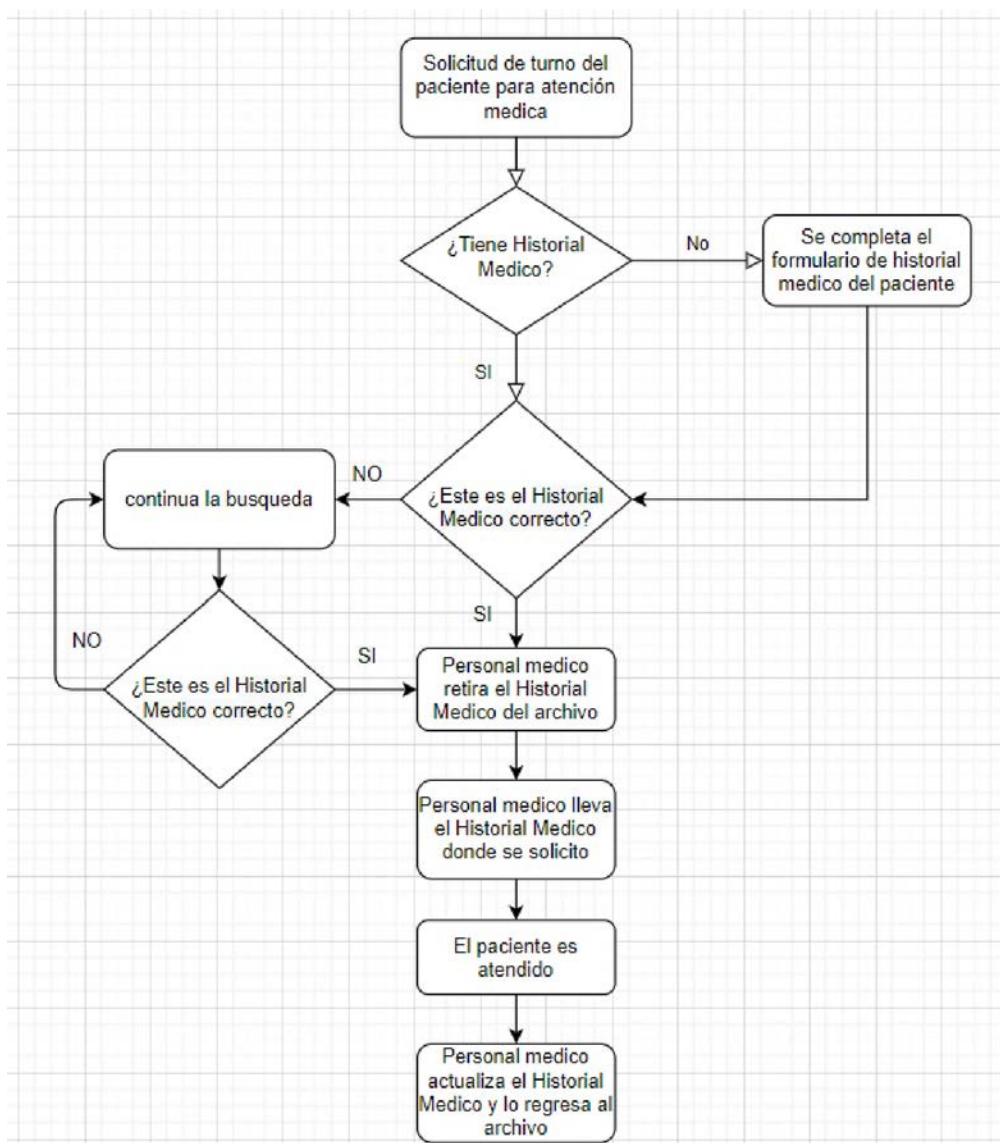 Solicitud de turno del
paciente para atención
medica
¿Tiene Historial
Medico?
No
Se completa el
formulario de historial
medico del paciente
SI
¿Este es el Historial
Medico correcto?
NO
continua la busqueda
NO
¿Este es el Historial
Medico correcto?
SI
SI
Personal medico
retira el Historial
Medico del archivo
Personal medico lleva
el Historial Medico
donde se solicito
El paciente es
atendido
Personal medico
actualiza el Historial
Medico y lo regresa al
archivo